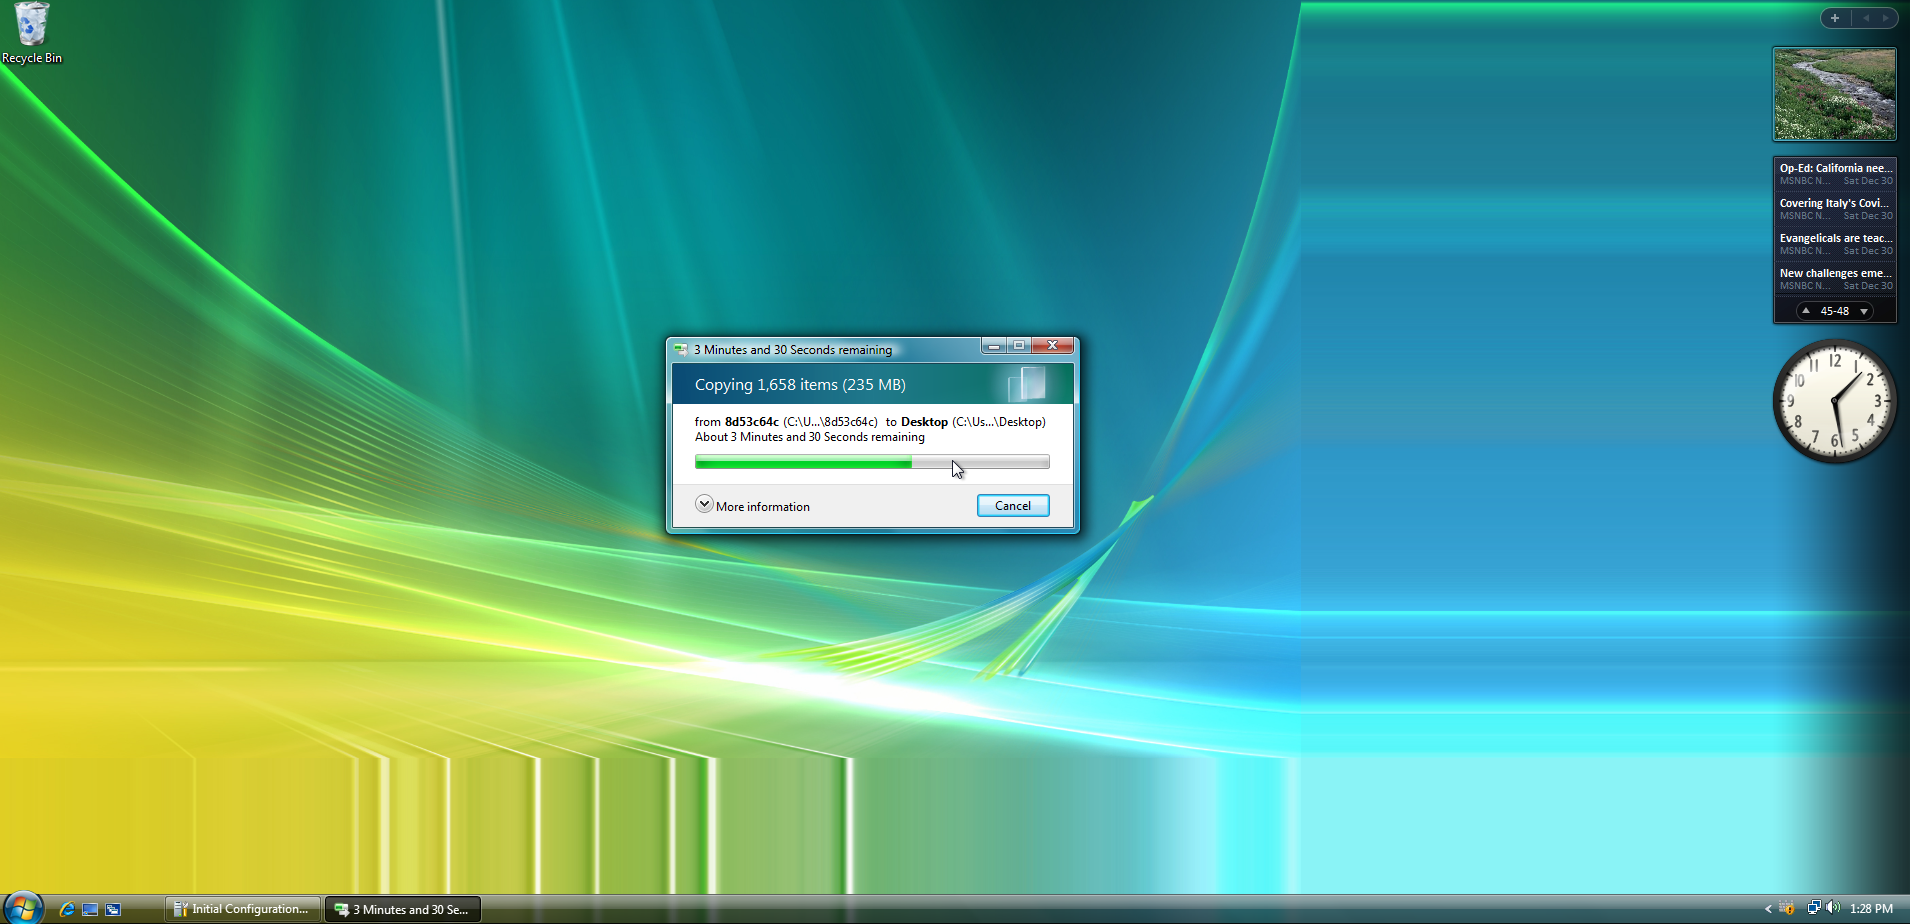 Recycle Bin
Op-Ed: California nee...
MSNBC N... Sat Dec 30
Covering Italy's Covi...
MSNBC N... Sat Dec 30
Evangelicals are teac...
MSNBC N... Sat Dec 30
New challenges eme...
MSNBC N... Sat Dec 30
45-48
12
1
2
3
4
5
6
7
8
9
10
11
3 Minutes and 30 Seconds remaining
Copying 1,658 items (235 MB)
from 8d53c64c (C:\U...\8d53c64c) to Desktop (C:\Us...\Desktop)
About 3 Minutes and 30 Seconds remaining
More information
Cancel
Initial Configuration...
3 Minutes and 30 Se...
1:28 PM